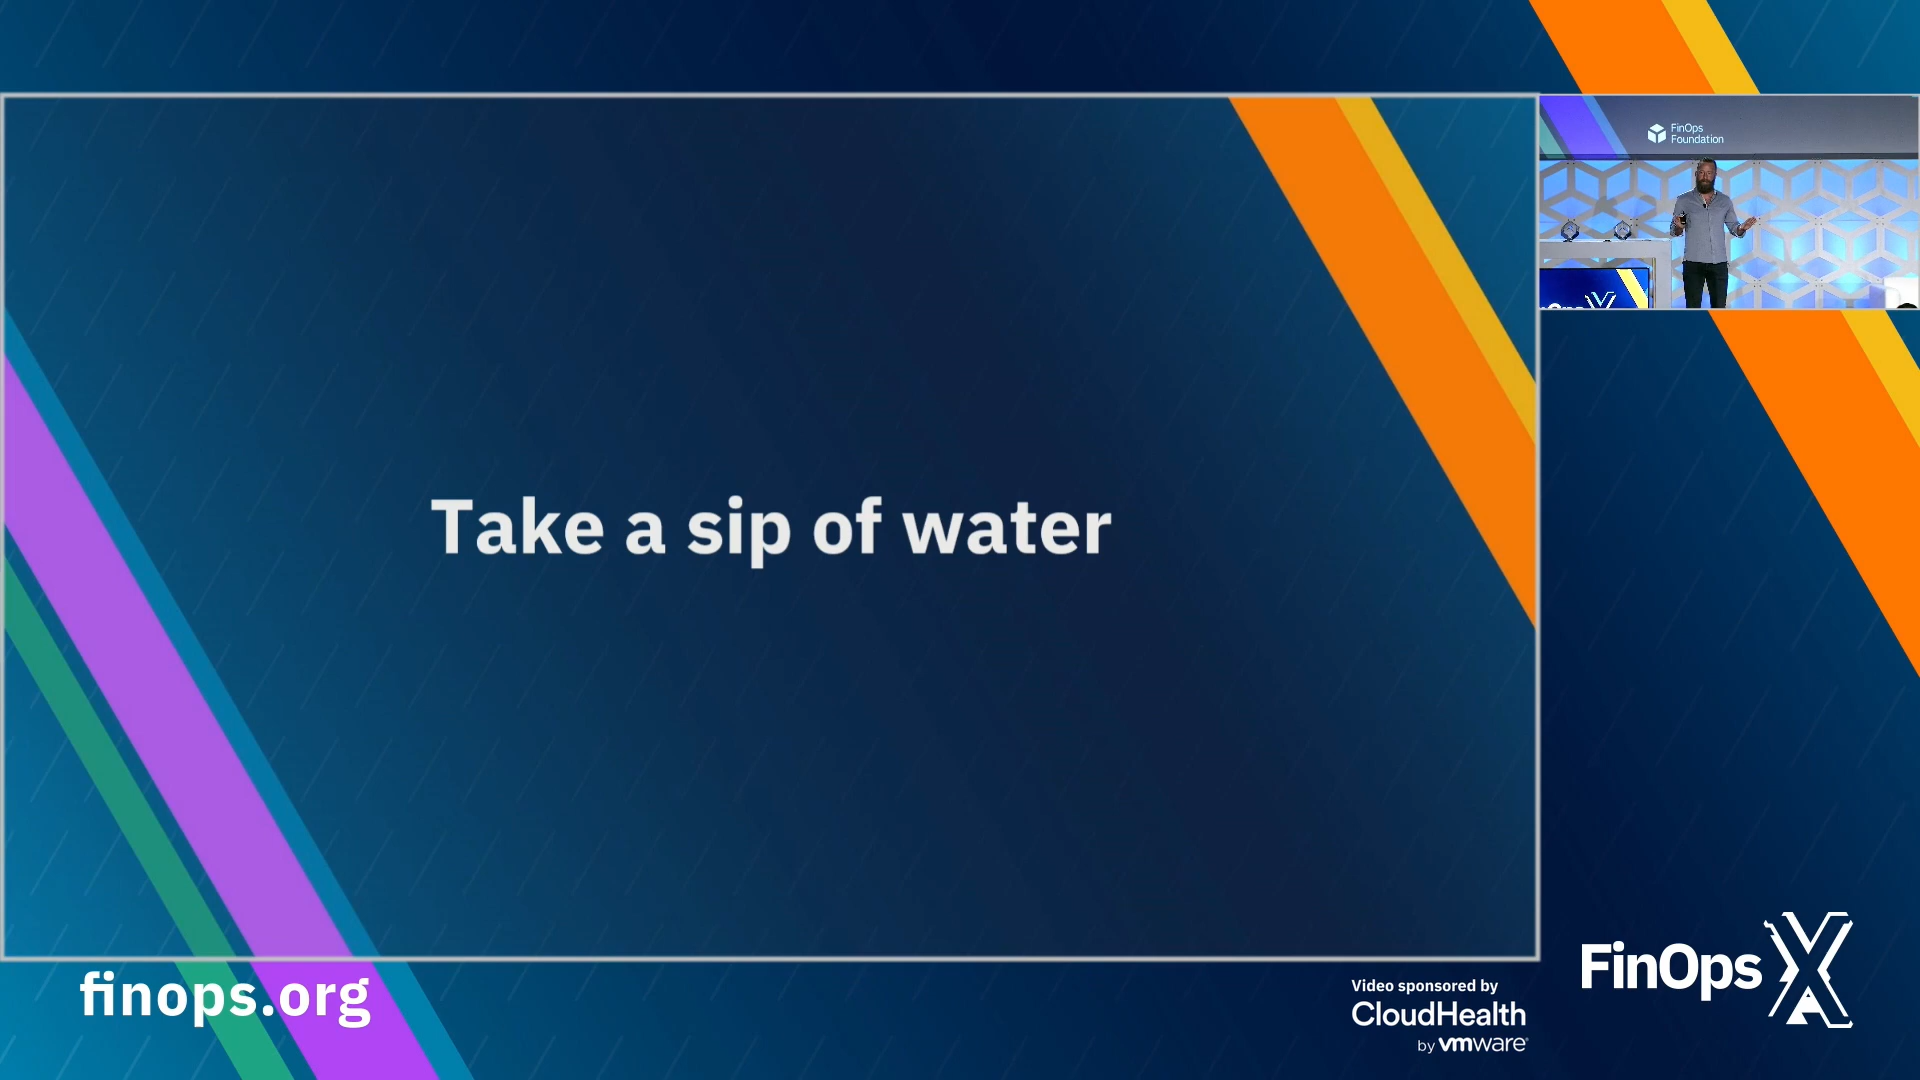 FinOps
Foundation
Take a sip of water
finops.org
Video sponsored by
CloudHealth
by vmware
FinOps X